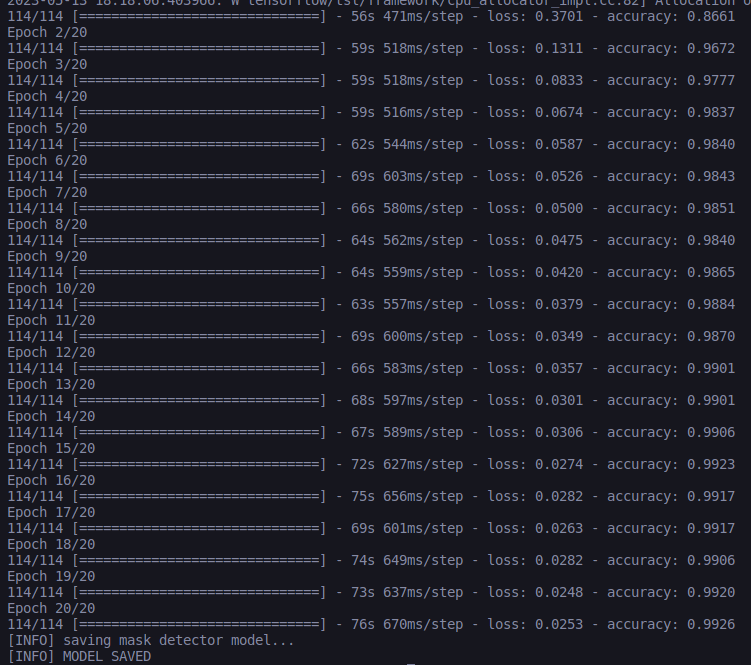 2023-05-13 18:18:06.403966: W tensorflow/tsl/framework/cpu_allocator_impl.cc:82] Allocation o
114/114 [==============================] - 56s 471ms/step - loss: 0.3701 - accuracy: 0.8661
Epoch 2/20
114/114 [==============================] - 59s 518ms/step - loss: 0.1311 - accuracy: 0.9672
Epoch 3/20
114/114 [==============================] - 59s 518ms/step - loss: 0.0833 - accuracy: 0.9777
Epoch 4/20
114/114 [==============================] - 59s 516ms/step - loss: 0.0674 - accuracy: 0.9837
Epoch 5/20
114/114 [==============================] - 62s 544ms/step - loss: 0.0587 - accuracy: 0.9840
Epoch 6/20
114/114 [==============================] - 69s 603ms/step - loss: 0.0526 - accuracy: 0.9843
Epoch 7/20
114/114 [==============================] - 66s 580ms/step - loss: 0.0500 - accuracy: 0.9851
Epoch 8/20
114/114 [==============================] - 64s 562ms/step - loss: 0.0475 - accuracy: 0.9840
Epoch 9/20
114/114 [==============================] - 64s 559ms/step - loss: 0.0420 - accuracy: 0.9865
Epoch 10/20
114/114 [==============================] - 63s 557ms/step - loss: 0.0379 - accuracy: 0.9884
Epoch 11/20
114/114 [==============================] - 69s 600ms/step - loss: 0.0349 - accuracy: 0.9870
Epoch 12/20
114/114 [==============================] - 66s 583ms/step - loss: 0.0357 - accuracy: 0.9901
Epoch 13/20
114/114 [==============================] - 68s 597ms/step - loss: 0.0301 - accuracy: 0.9901
Epoch 14/20
114/114 [==============================] - 67s 589ms/step - loss: 0.0306 - accuracy: 0.9906
Epoch 15/20
114/114 [==============================] - 72s 627ms/step - loss: 0.0274 - accuracy: 0.9923
Epoch 16/20
114/114 [==============================] - 75s 656ms/step - loss: 0.0282 - accuracy: 0.9917
Epoch 17/20
114/114 [==============================] - 69s 601ms/step - loss: 0.0263 - accuracy: 0.9917
Epoch 18/20
114/114 [==============================] - 74s 649ms/step - loss: 0.0282 - accuracy: 0.9906
Epoch 19/20
114/114 [==============================] - 73s 637ms/step - loss: 0.0248 - accuracy: 0.9920
Epoch 20/20
114/114 [==============================] - 76s 670ms/step - loss: 0.0253 - accuracy: 0.9926
[INFO] saving mask detector model...
[INFO] MODEL SAVED